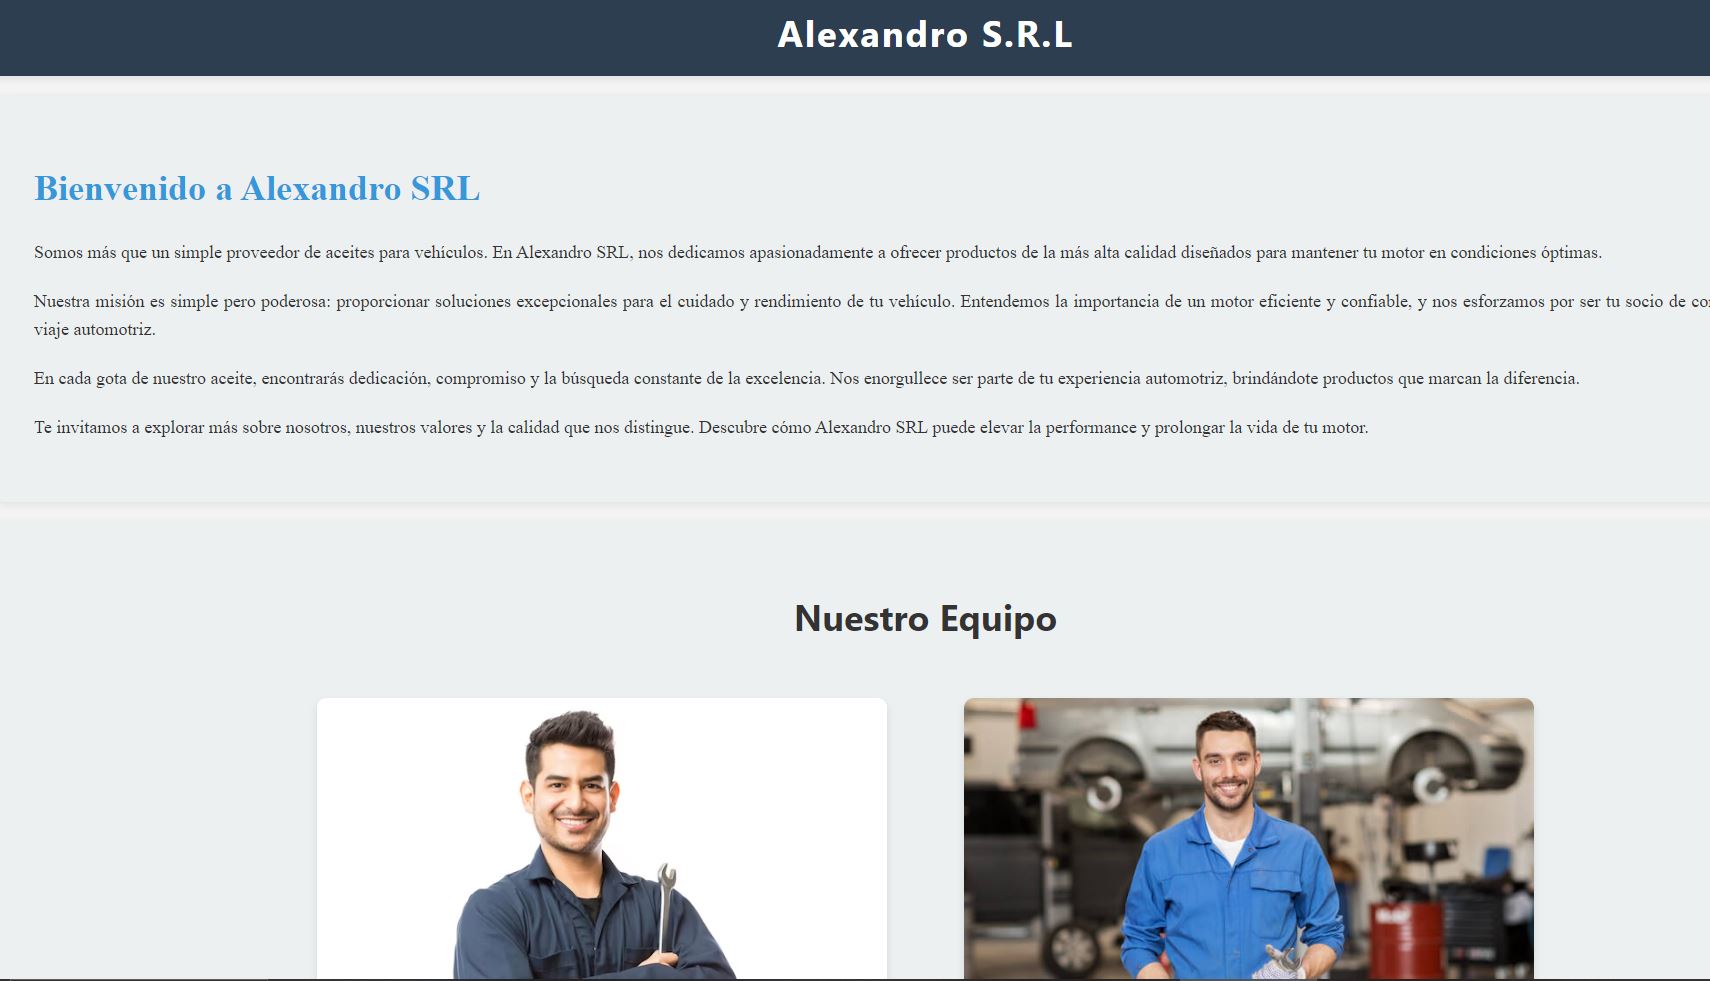 Alexandro S.R.L
Bienvenido a Alexandro SRL
Somos más que un simple proveedor de aceites para vehículos. En Alexandro SRL, nos dedicamos apasionadamente a ofrecer productos de la más alta calidad diseñados para mantener tu motor en condiciones óptimas.
Nuestra misión es simple pero poderosa: proporcionar soluciones excepcionales para el cuidado y rendimiento de tu vehículo. Entendemos la importancia de un motor eficiente y confiable, y nos esforzamos por ser tu socio de
viaje automotriz.
En cada gota de nuestro aceite, encontrarás dedicación, compromiso y la búsqueda constante de la excelencia. Nos enorgullece ser parte de tu experiencia automotriz, brindándote productos que marcan la diferencia.
Te invitamos a explorar más sobre nosotros, nuestros valores y la calidad que nos distingue. Descubre cómo Alexandro SRL puede elevar la performance y prolongar la vida de tu motor.
Nuestro Equipo